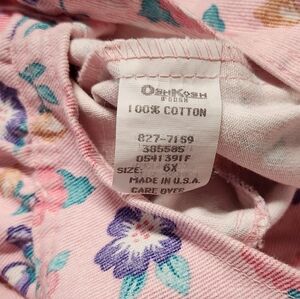 OSHKOSH
B'GOSH
100% COTTON
827-7159
385585
0541391F
SIZE: 6X
MADE IN U.S.A.
CARE OVER